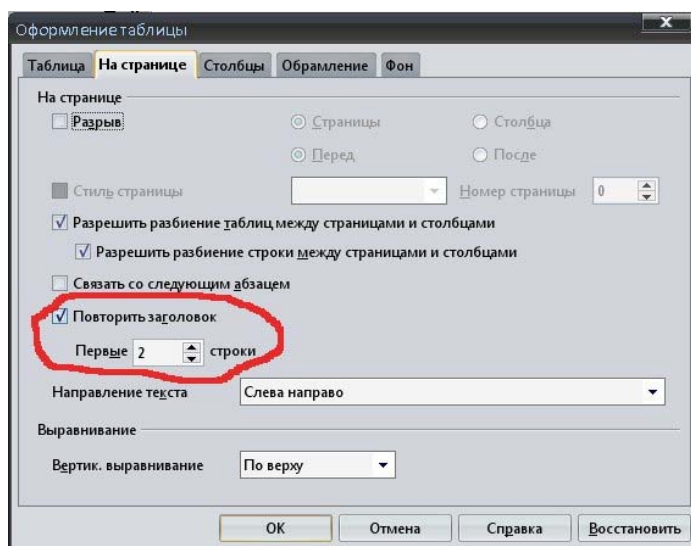 Оформление таблицы
Таблица На странице Столбцы Обрамление Фон
На странице
Разрыв Страницы Столбца
Перед После
Стиль страницы Номер страницы 0
Разрешить разбиение таблиц между страницами и столбцами
Разрешить разбиение строки между страницами и столбцами
Связать со следующим абзацем
Повторить заголовок
Первые 2 строки
Направление текста Слева направо
Выравнивание
Вертик. выравнивание По верху
ОК Отмена Справка Восстановить